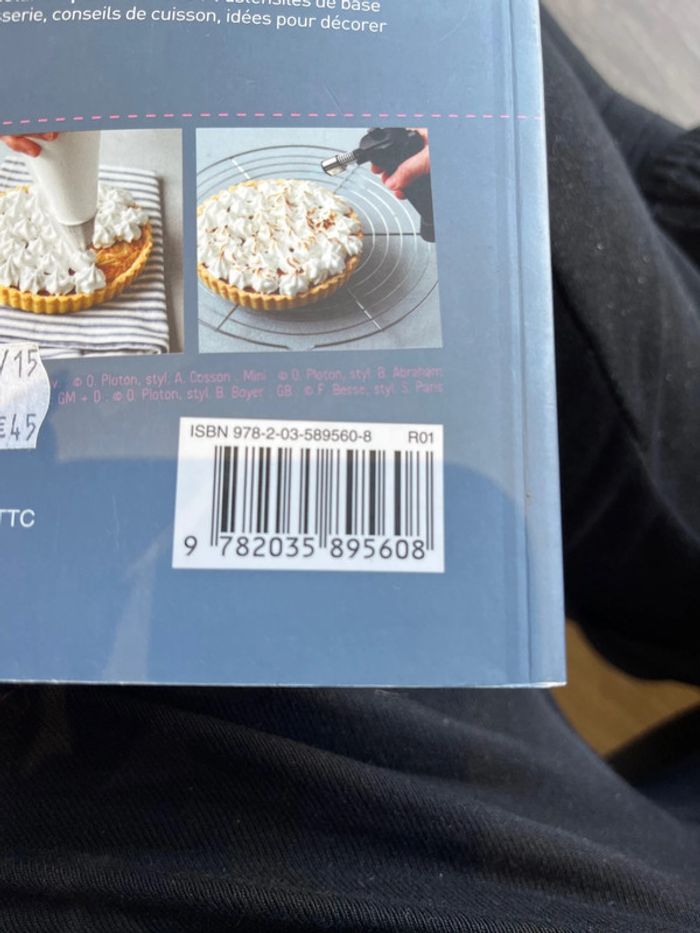 ustensiles de base
serie, conseils de cuisson, idées pour décorer
/15
€45
© O. Ploton, styl. A. Cosson . Mini : © O. Ploton, styl. B. Abraham
GM + D : © O. Ploton, styl. B. Boyer ; GB : © F. Besse, styl. S. Paris
ISBN 978-2-03-589560-8 R01
TTC
9 782035 895608